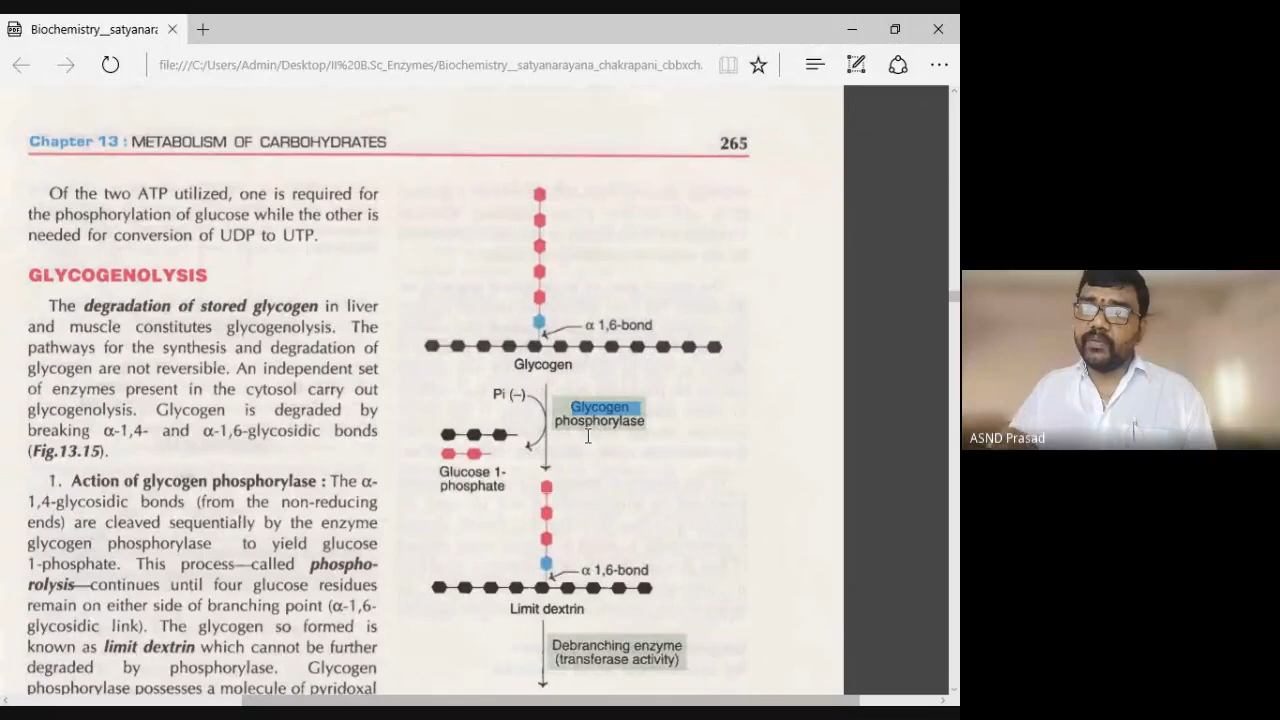 Biochemistry_satyanara
file:///C:/Users/Admin/Desktop/II%20B.Sc_Enzymes/Biochemistry__satyanarayana_chakrapani_cbbxch.
Chapter 13 : METABOLISM OF CARBOHYDRATES
265
Of the two ATP utilized, one is required for
the phosphorylation of glucose while the other is
needed for conversion of UDP to UTP.
GLYCOGENOLYSIS
The degradation of stored glycogen in liver
and muscle constitutes glycogenolysis. The
pathways for the synthesis and degradation of
glycogen are not reversible. An independent set
of enzymes present in the cytosol carry out
glycogenolysis. Glycogen is degraded by
breaking α-1,4- and α-1,6-glycosidic bonds
(Fig.13.15).
1. Action of glycogen phosphorylase : The α-
1,4-glycosidic bonds (from the non-reducing
ends) are cleaved sequentially by the enzyme
glycogen phosphorylase to yield glucose
1-phosphate. This process—called phospho-
rolysis—continues until four glucose residues
remain on either side of branching point (α-1,6-
glycosidic link). The glycogen so formed is
known as limit dextrin which cannot be further
degraded by phosphorylase. Glycogen
phosphorylase possesses a molecule of pyridoxal
α 1,6-bond
Glycogen
Pi (–)
Glycogen
phosphorylase
Glucose 1-
phosphate
α 1,6-bond
Limit dextrin
Debranching enzyme
(transferase activity)
ASND Prasad